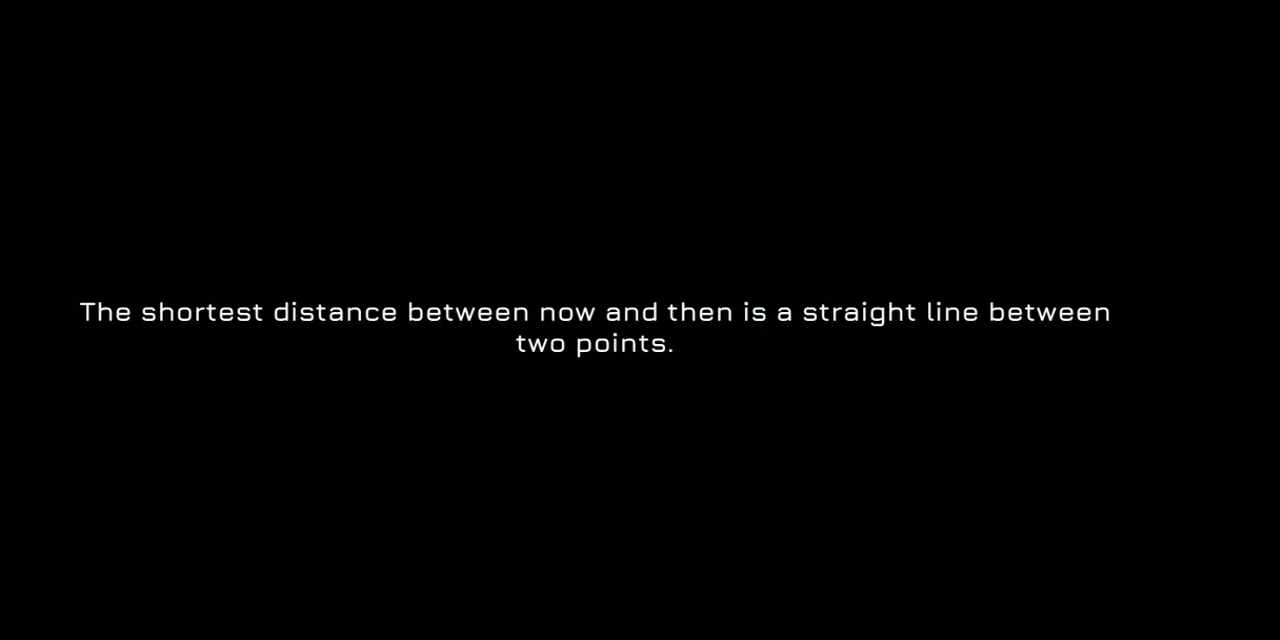 The shortest distance between now and then is a straight line between
two points.